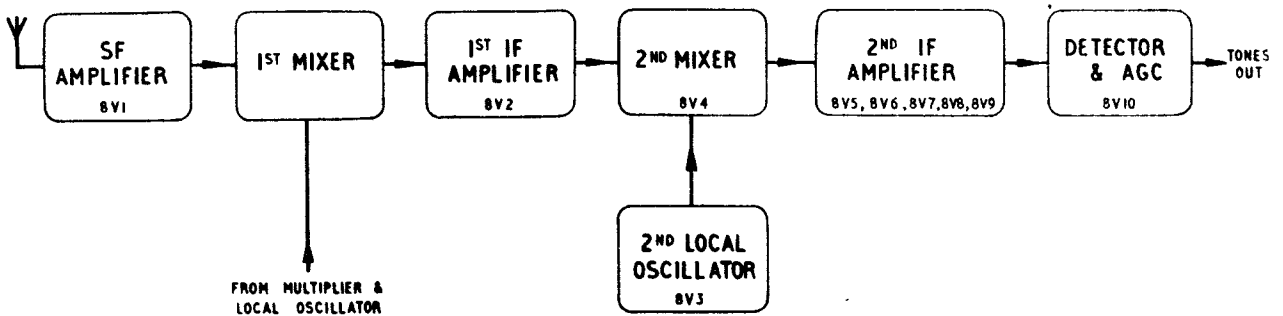 SF
AMPLIFIER
8V1
1ST MIXER
1ST IF
AMPLIFIER
8V2
2ND MIXER
8V4
2ND IF
AMPLIFIER
8V5, 8V6, 8V7, 8V8, 8V9
DETECTOR
& AGC
8V10
TONES
OUT
2ND LOCAL
OSCILLATOR
8V3
FROM MULTIPLIER &
LOCAL OSCILLATOR